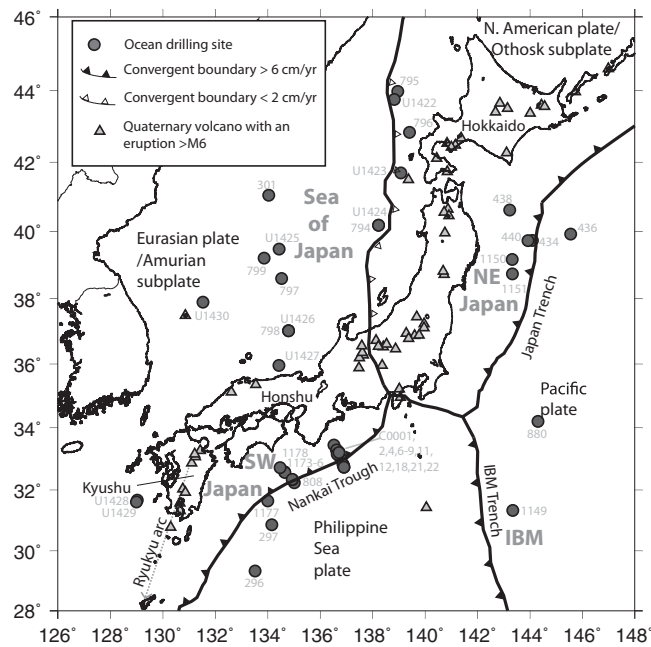 46˚
44˚
42˚
40˚
38˚
36˚
34˚
32˚
30˚
28˚
126˚
128˚
130˚
132˚
134˚
136˚
138˚
140˚
142˚
144˚
146˚
148˚
Ocean drilling site
Convergent boundary > 6 cm/yr
Convergent boundary < 2 cm/yr
Quaternary volcano with an
eruption >M6
N. American plate/
Othosk subplate
795
U1422
796
Hokkaido
U1423
301
Sea
of
Japan
U1424
794
438
440
434
436
Eurasian plate
/Amurian
subplate
U1425
799
797
1150
1151
NE
Japan
U1430
U1426
798
U1427
Japan Trench
Honshu
Pacific
plate
880
C0001,
2,4,6-9,11,
12,18,21,22
SW
Japan
1178
1173-6
808
Nankai Trough
Kyushu
U1428
U1429
1177
297
296
Ryukyu arc
Philippine
Sea
plate
IBM Trench
1149
IBM